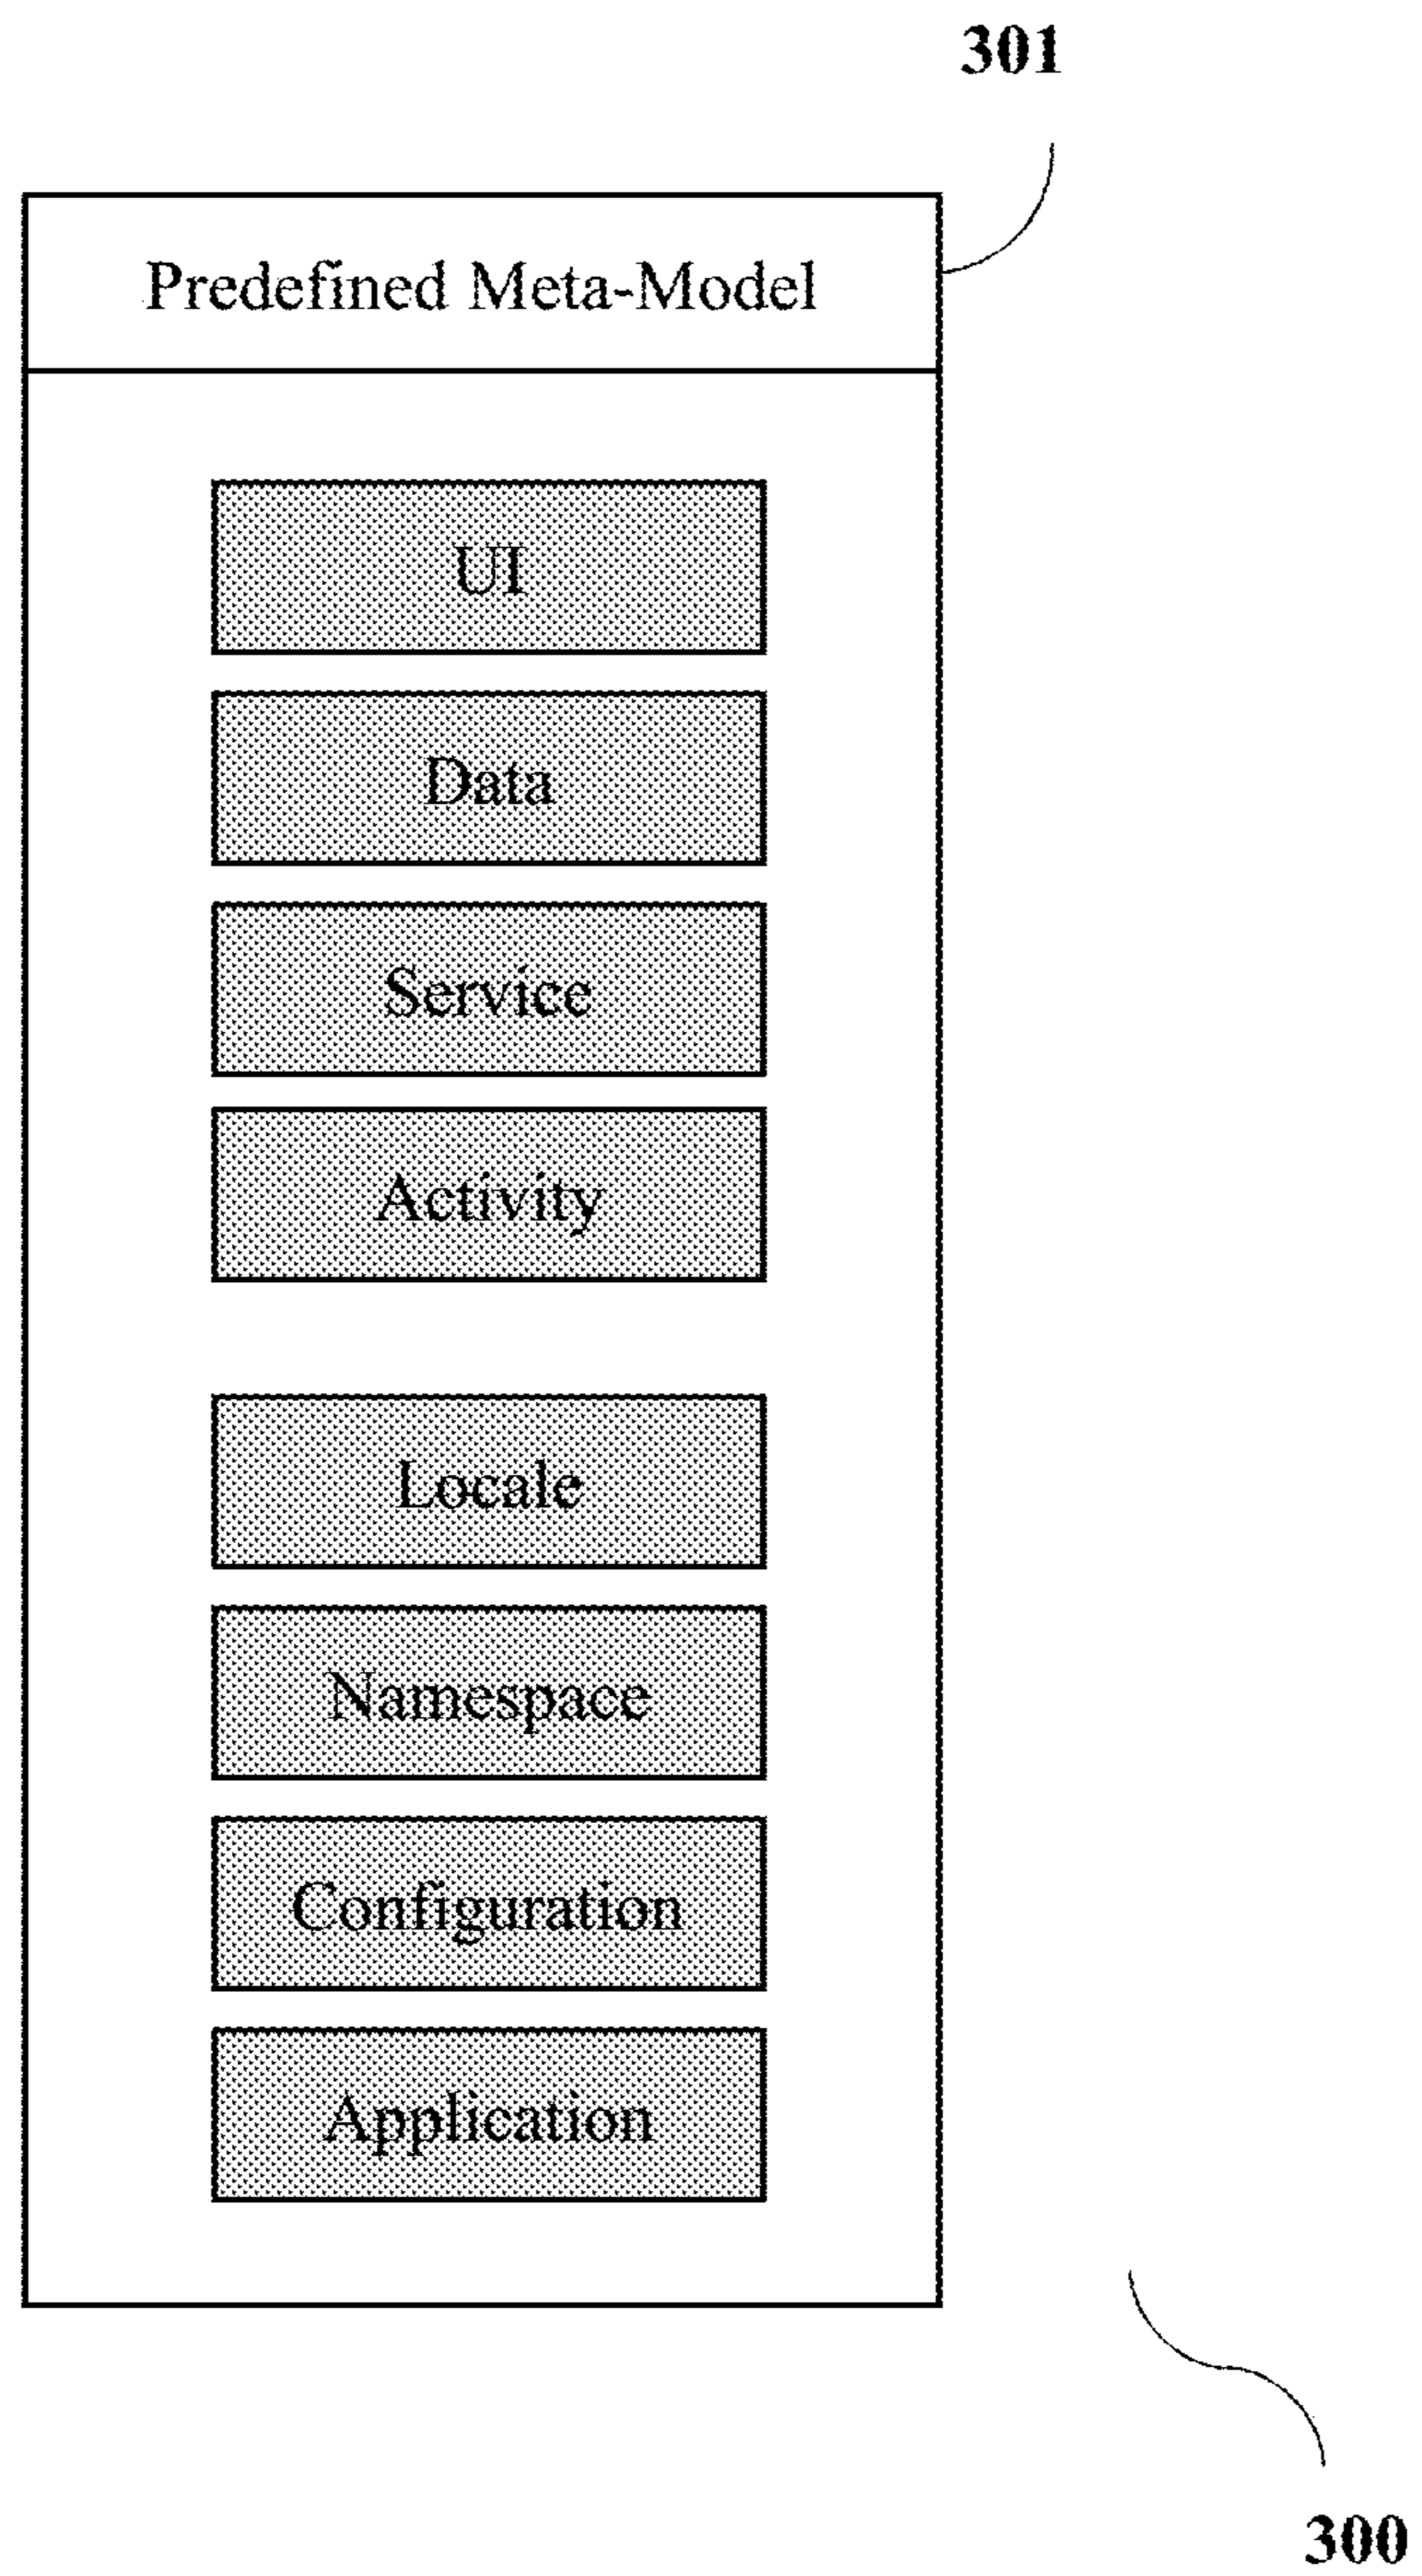 301
Predefined Meta-Model
UI
Data
Service
Activity
Locale
Namespace
Configuration
Application
300